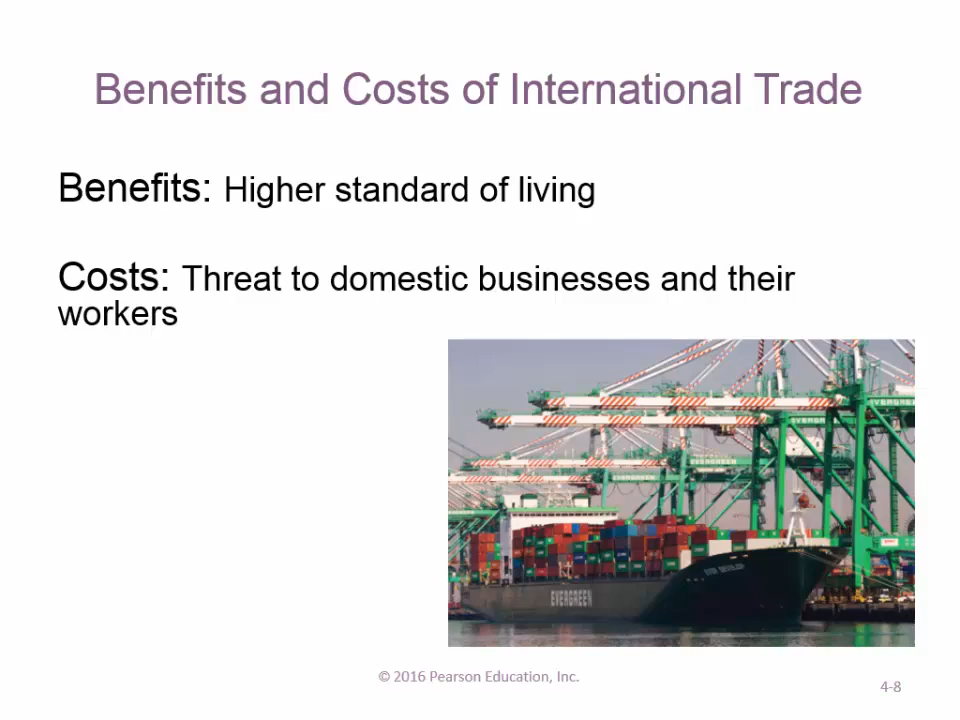 Benefits and Costs of International Trade
Benefits: Higher standard of living
Costs: Threat to domestic businesses and their
workers
EVERGREEN
EVERGREEN
© 2016 Pearson Education, Inc.
4-8